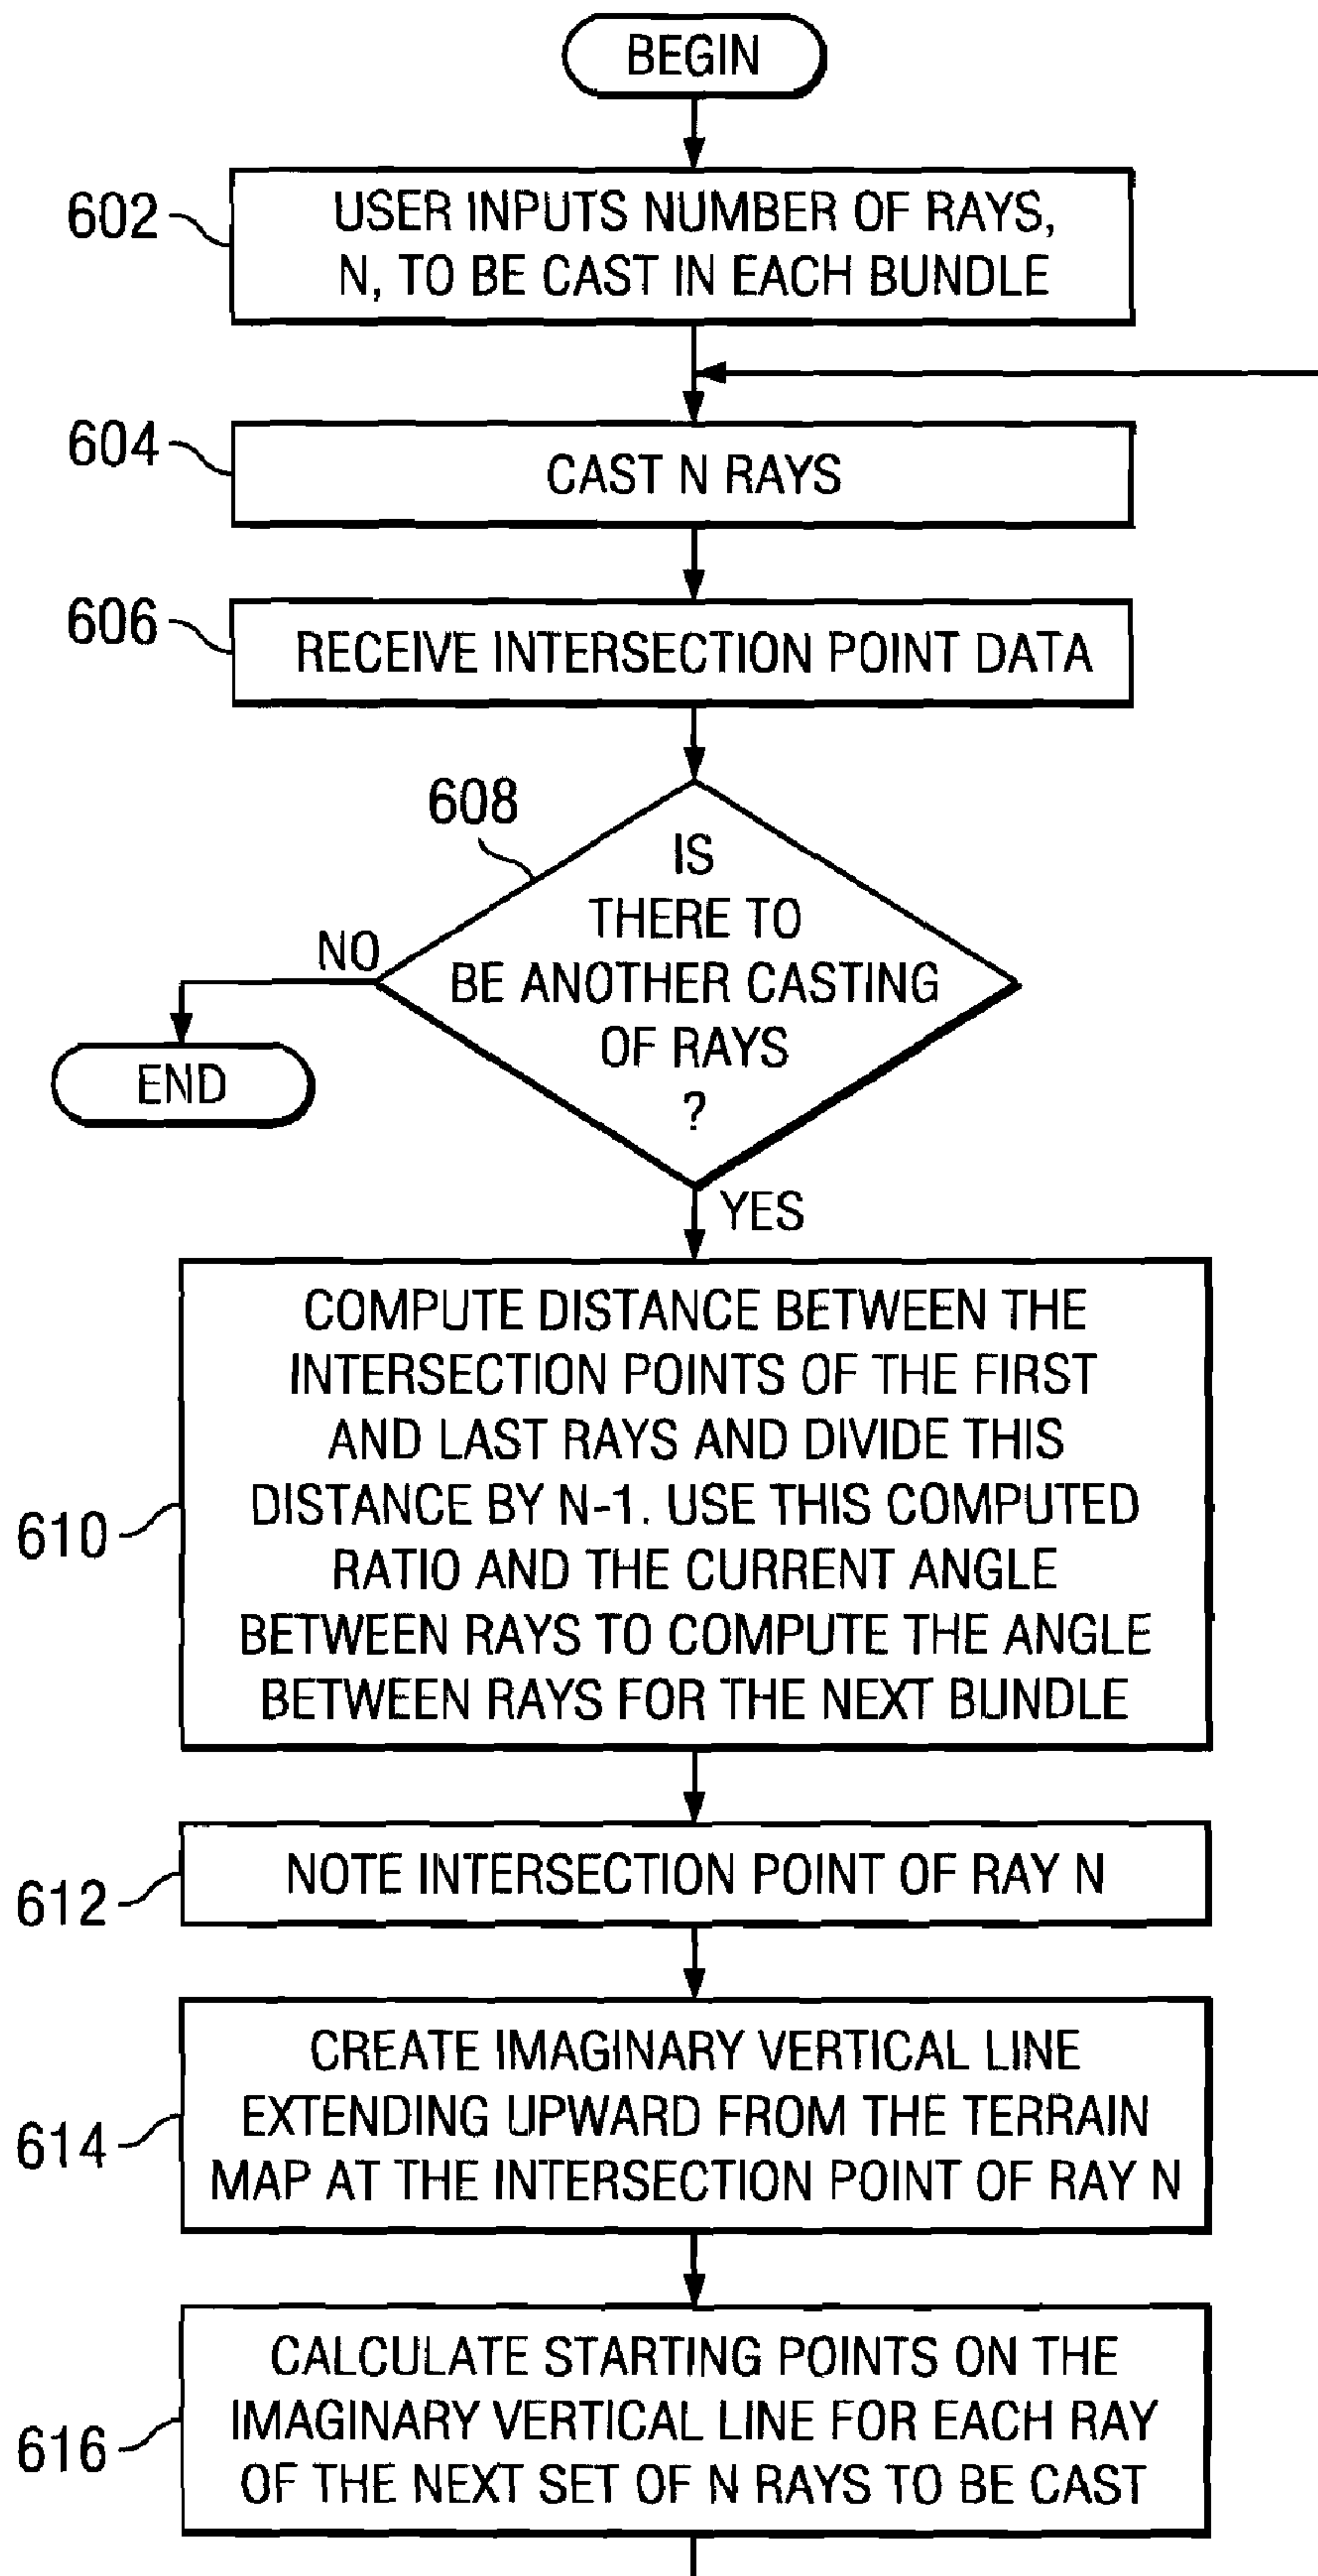 BEGIN
602
USER INPUTS NUMBER OF RAYS,
N, TO BE CAST IN EACH BUNDLE
604
CAST N RAYS
606
RECEIVE INTERSECTION POINT DATA
608
IS
THERE TO
BE ANOTHER CASTING
OF RAYS
?
NO
END
YES
610
COMPUTE DISTANCE BETWEEN THE
INTERSECTION POINTS OF THE FIRST
AND LAST RAYS AND DIVIDE THIS
DISTANCE BY N-1. USE THIS COMPUTED
RATIO AND THE CURRENT ANGLE
BETWEEN RAYS TO COMPUTE THE ANGLE
BETWEEN RAYS FOR THE NEXT BUNDLE
612
NOTE INTERSECTION POINT OF RAY N
614
CREATE IMAGINARY VERTICAL LINE
EXTENDING UPWARD FROM THE TERRAIN
MAP AT THE INTERSECTION POINT OF RAY N
616
CALCULATE STARTING POINTS ON THE
IMAGINARY VERTICAL LINE FOR EACH RAY
OF THE NEXT SET OF N RAYS TO BE CAST